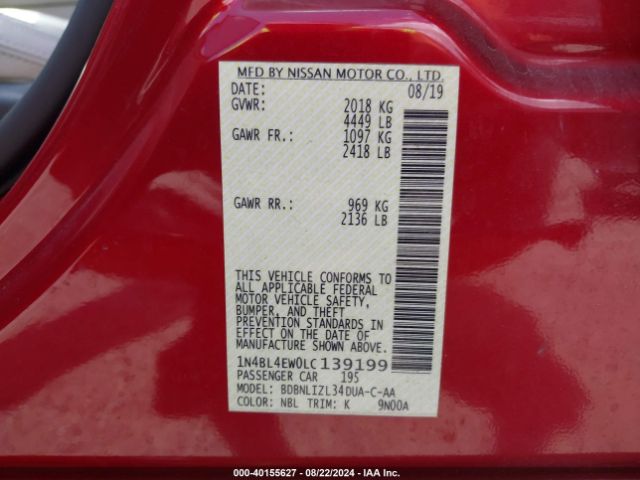 MFD BY NISSAN MOTOR CO., LTD.
DATE: 08/19
GVWR: 2018 KG
4449 LB
GAWR FR.: 1097 KG
2418 LB
GAWR RR.: 969 KG
2136 LB
THIS VEHICLE CONFORMS TO
ALL APPLICABLE FEDERAL
MOTOR VEHICLE SAFETY,
BUMPER, AND THEFT
PREVENTION STANDARDS IN
EFFECT ON THE DATE OF
MANUFACTURE SHOWN ABOVE.
1N4BL4EW0LC139199
PASSENGER CAR 195
MODEL: BDBNLIZL34DUA-C-AA
COLOR: NBL TRIM: K 9N00A
000-40155627 - 08/22/2024 - IAA Inc.